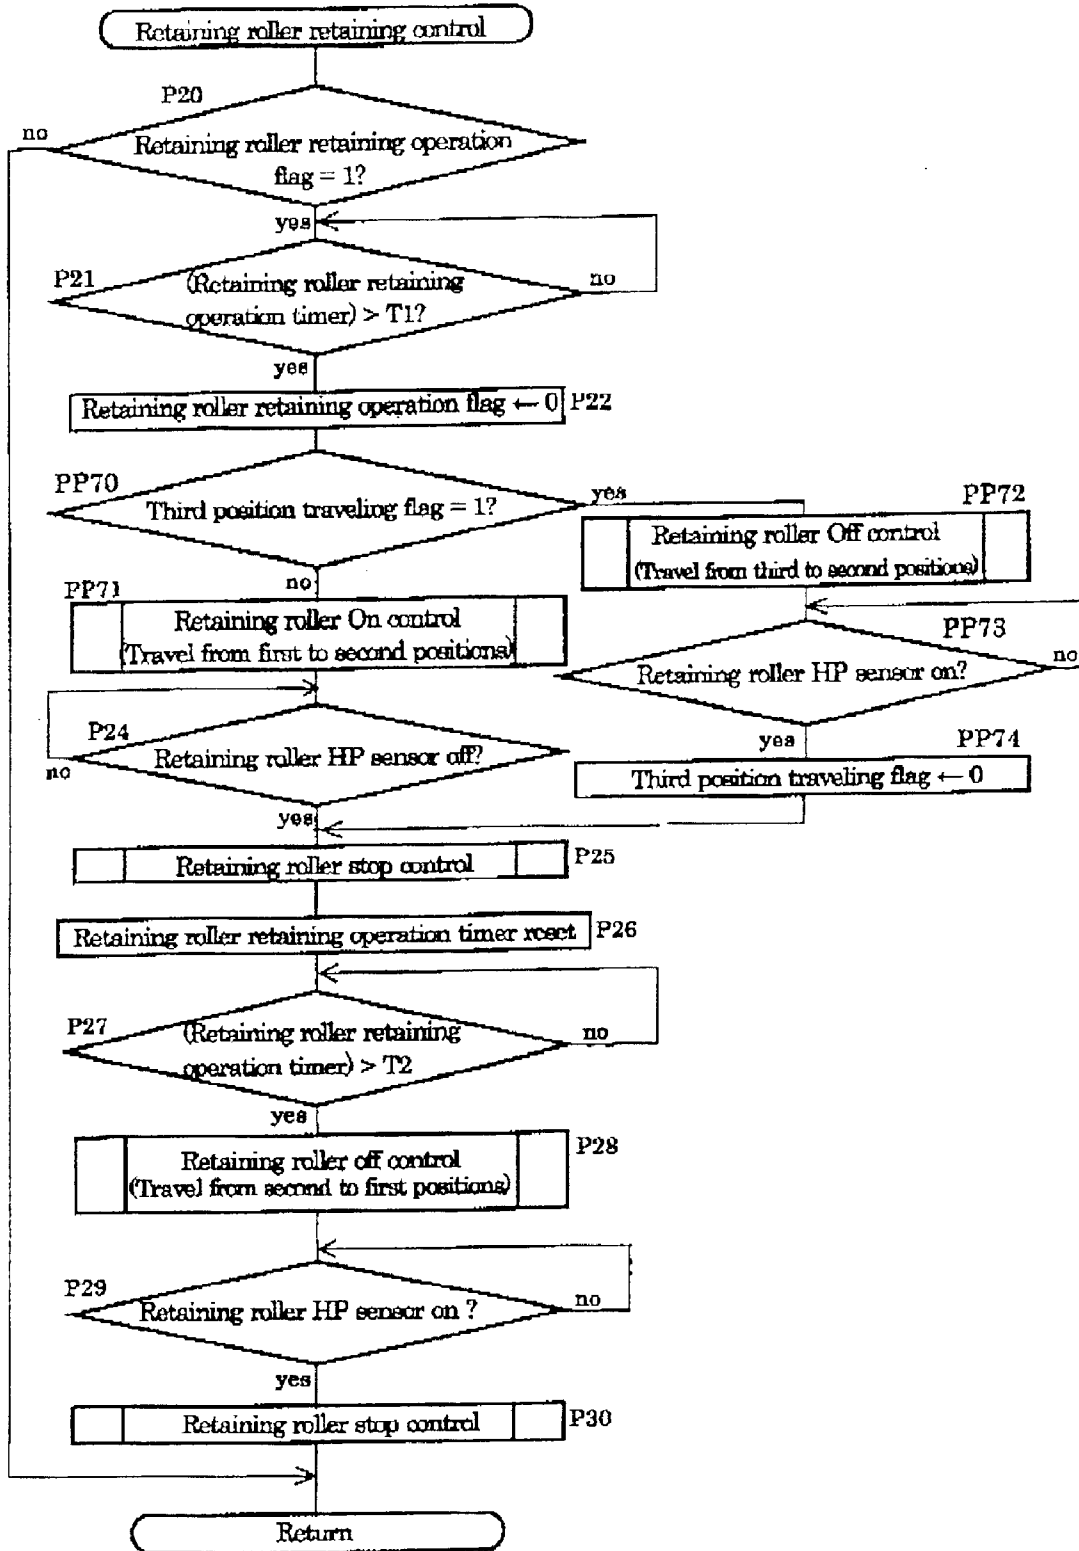 Retaining roller retaining control
P20
no
Retaining roller retaining operation
flag = 1?
yes
P21
(Retaining roller retaining
operation timer) > T1?
no
yes
Retaining roller retaining operation flag ← 0
P22
PP70
Third position traveling flag = 1?
yes
PP72
Retaining roller Off control
(Travel from third to second positions)
no
PP71
Retaining roller On control
(Travel from first to second positions)
PP73
Retaining roller HP sensor on?
no
P24
Retaining roller HP sensor off?
no
yes
PP74
Third position traveling flag ← 0
yes
Retaining roller stop control
P25
Retaining roller retaining operation timer reset
P26
P27
(Retaining roller retaining
operation timer) > T2
no
yes
Retaining roller off control
(Travel from second to first positions)
P28
P29
Retaining roller HP sensor on ?
no
yes
Retaining roller stop control
P30
Return